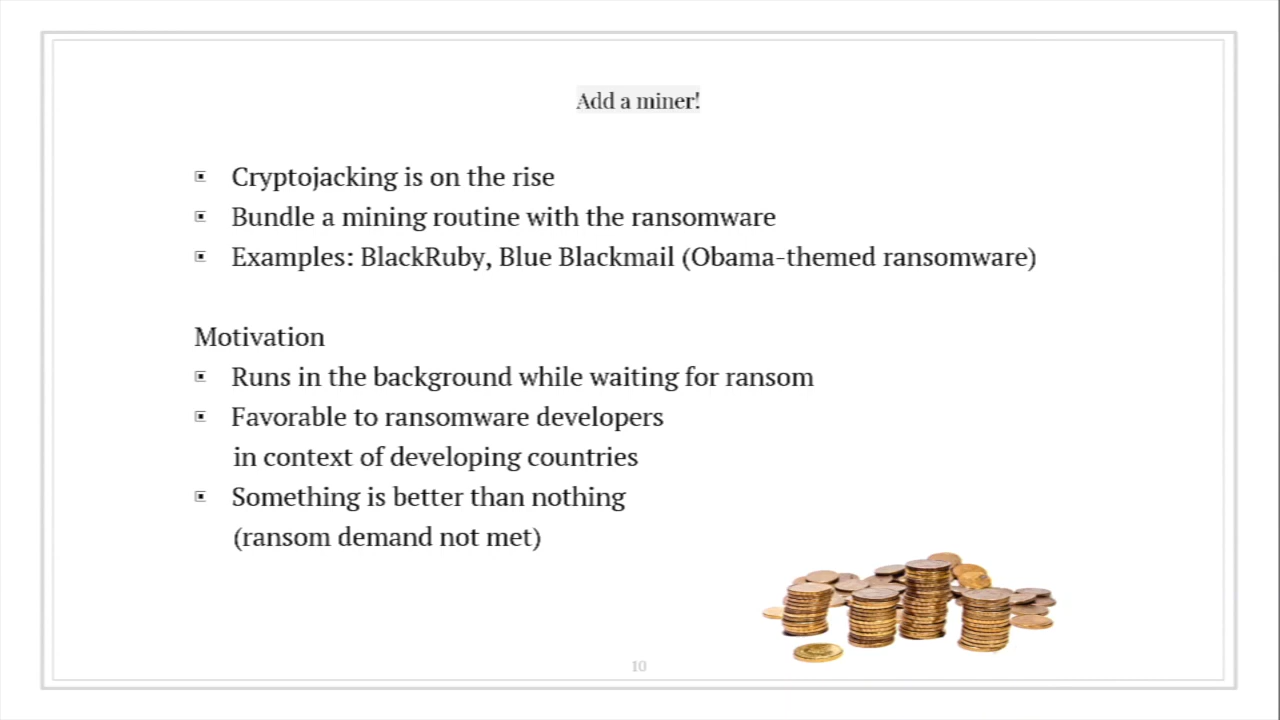 Add a miner!
Cryptojacking is on the rise
Bundle a mining routine with the ransomware
Examples: BlackRuby, Blue Blackmail (Obama-themed ransomware)
Motivation
Runs in the background while waiting for ransom
Favorable to ransomware developers
in context of developing countries
Something is better than nothing
(ransom demand not met)
10